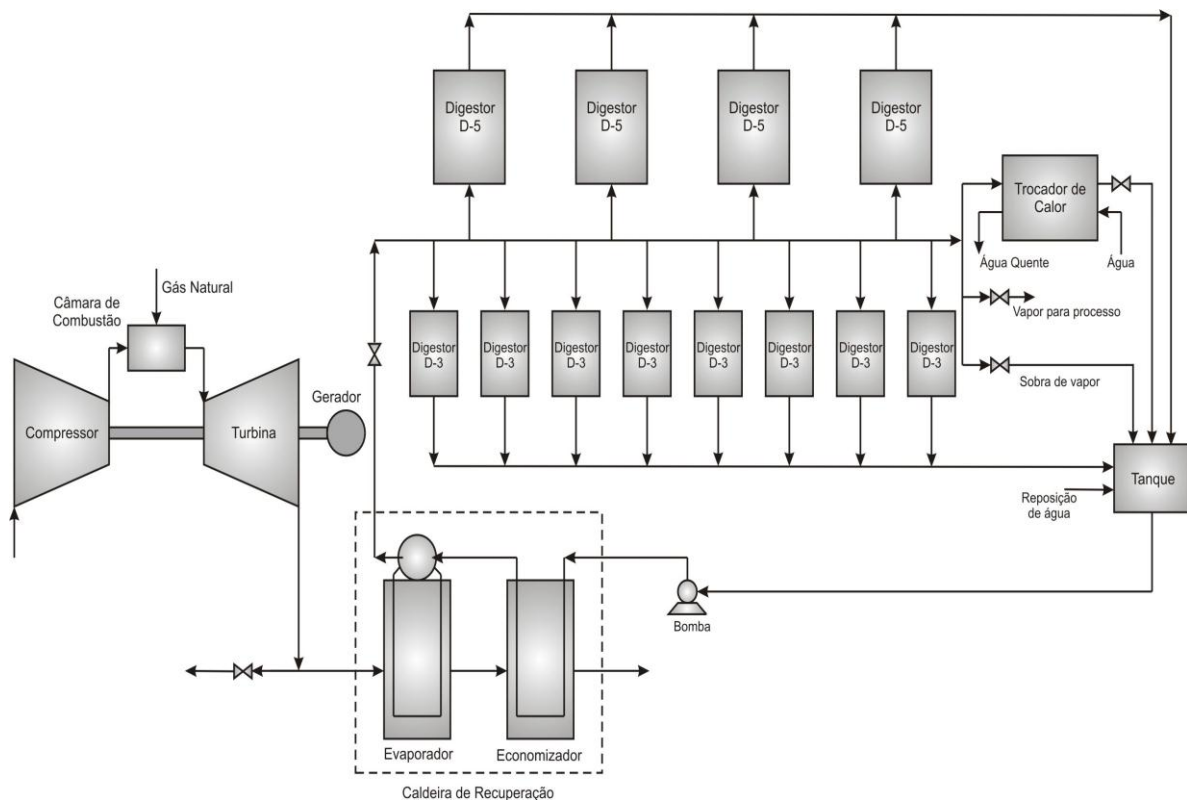 Digestor
D-5
Digestor
D-5
Digestor
D-5
Digestor
D-5
Trocador de
Calor
Água Quente
Água
Gás Natural
Câmara de
Combustão
Vapor para processo
Digestor
D-3
Digestor
D-3
Digestor
D-3
Digestor
D-3
Digestor
D-3
Digestor
D-3
Digestor
D-3
Digestor
D-3
Sobra de vapor
Gerador
Compressor
Turbina
Tanque
Reposição
de água
Bomba
Evaporador
Economizador
Caldeira de Recuperação